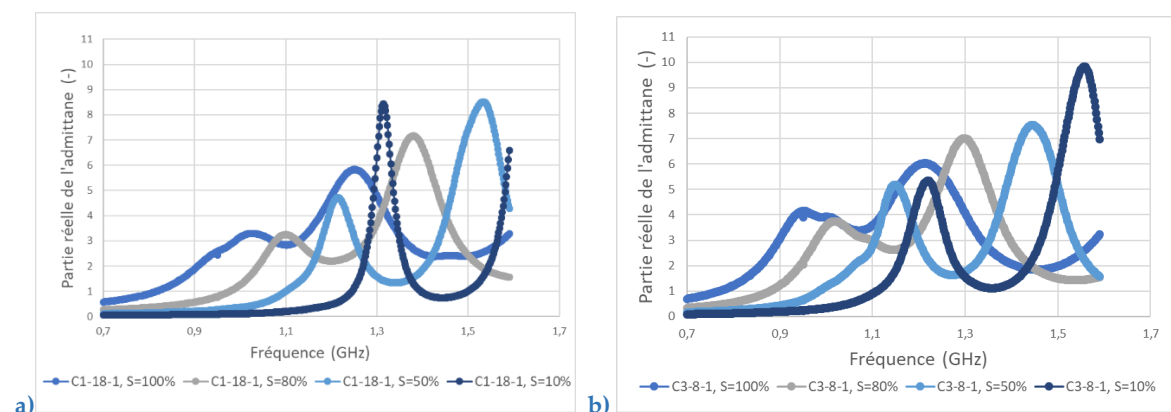 Partie réelle de l'admittane (-)
11
10
9
8
7
6
5
4
3
2
1
0
0,7 0,9 1,1 1,3 1,5 1,7
Fréquence (GHz)
C1-18-1, S=100% C1-18-1, S=80% C1-18-1, S=50% C1-18-1, S=10%
a)
Partie réelle de l'admittane (-)
11
10
9
8
7
6
5
4
3
2
1
0
0,7 0,9 1,1 1,3 1,5 1,7
Fréquence (GHz)
C3-8-1, S=100% C3-8-1, S=80% C3-8-1, S=50% C3-8-1, S=10%
b)